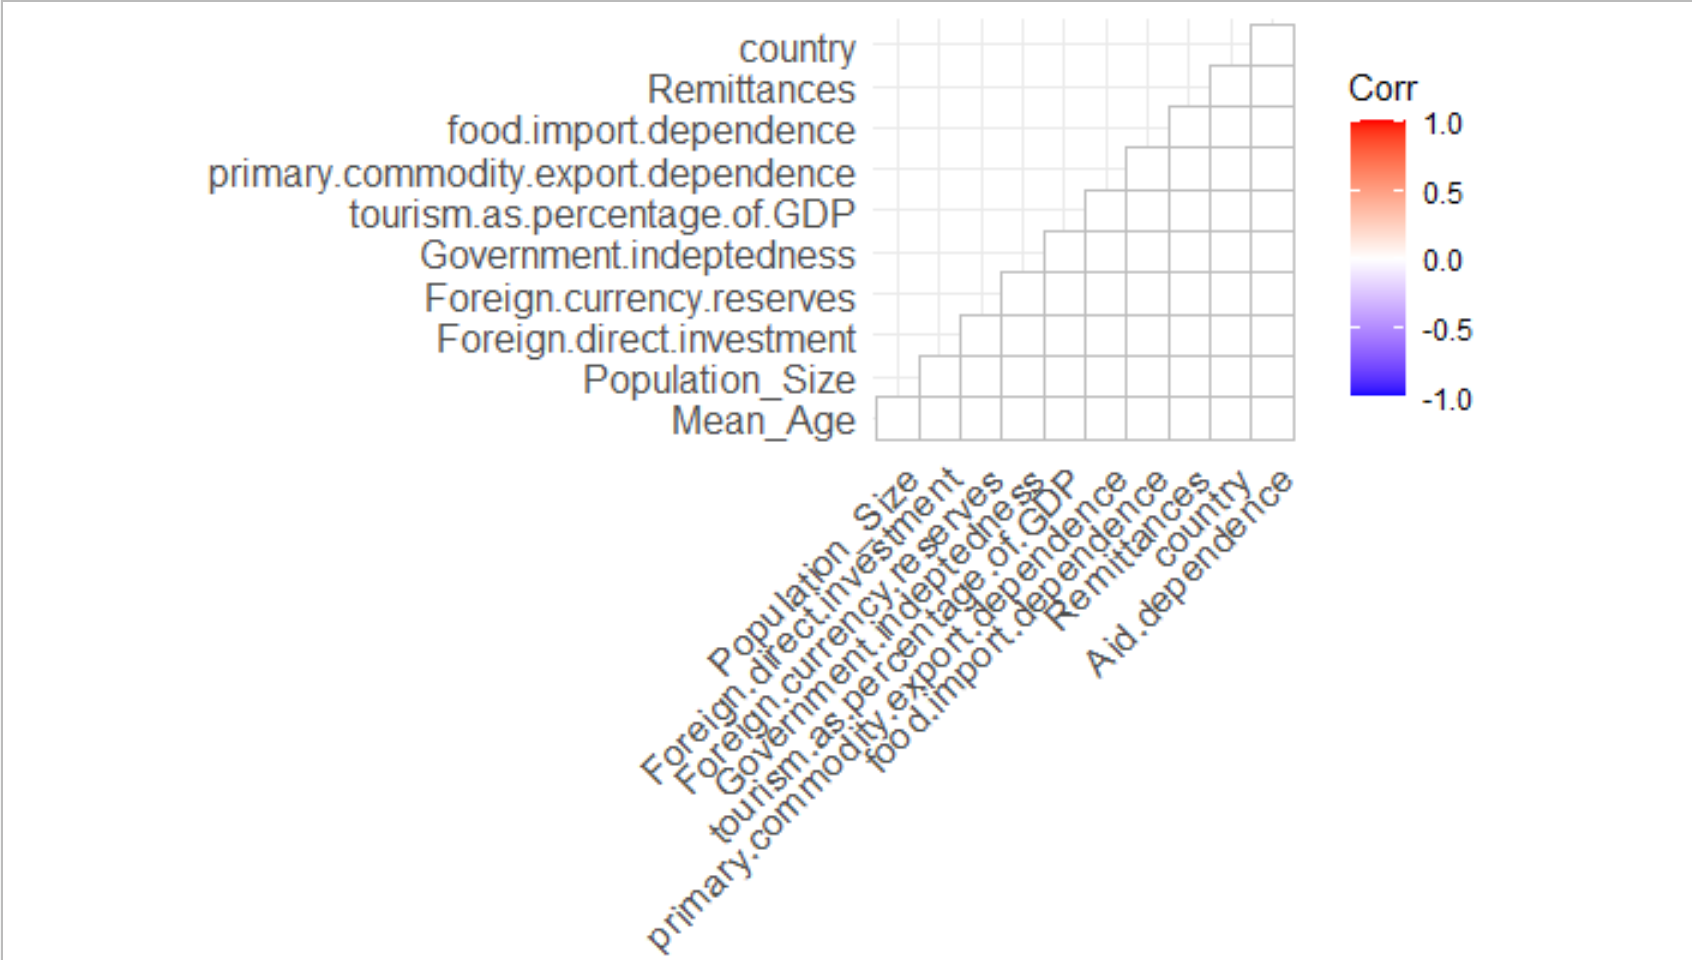 country
Remittances
food.import.dependence
primary.commodity.export.dependence
tourism.as.percentage.of.GDP
Government.indeptedness
Foreign.currency.reserves
Foreign.direct.investment
Population_Size
Mean_Age
Population_Size
Foreign.direct.investment
Foreign.currency.reserves
Government.indeptedness
tourism.as.percentage.of.GDP
primary.commodity.export.dependence
food.import.dependence
Remittances
country
Aid.dependence
Corr
1.0
0.5
0.0
-0.5
-1.0